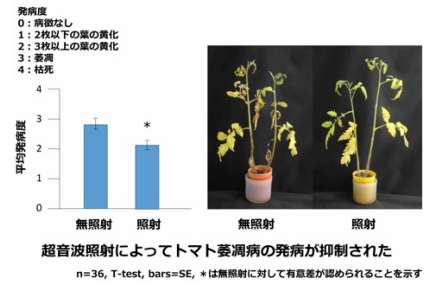 発病度
0：病徴なし
1：2枚以下の葉の黄化
2：3枚以上の葉の黄化
3：萎凋
4：枯死
平均発病度
4
3
2
1
0
*
無照射
照射
無照射
照射
超音波照射によってトマト萎凋病の発病が抑制された
n=36, T-test, bars=SE, ＊は無照射に対して有意差が認められることを示す